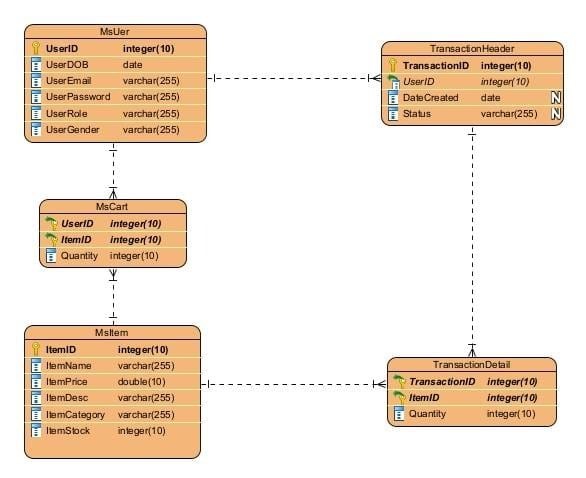 MsUer
UserID integer(10)
UserDOB date
UserEmail varchar(255)
UserPassword varchar(255)
UserRole varchar(255)
UserGender varchar(255)
TransactionHeader
TransactionID integer(10)
UserID integer(10)
DateCreated date N
Status varchar(255) N
MsCart
UserID integer(10)
ItemID integer(10)
Quantity integer(10)
MsItem
ItemID integer(10)
ItemName varchar(255)
ItemPrice double(10)
ItemDesc varchar(255)
ItemCategory varchar(255)
ItemStock integer(10)
TransactionDetail
TransactionID integer(10)
ItemID integer(10)
Quantity integer(10)